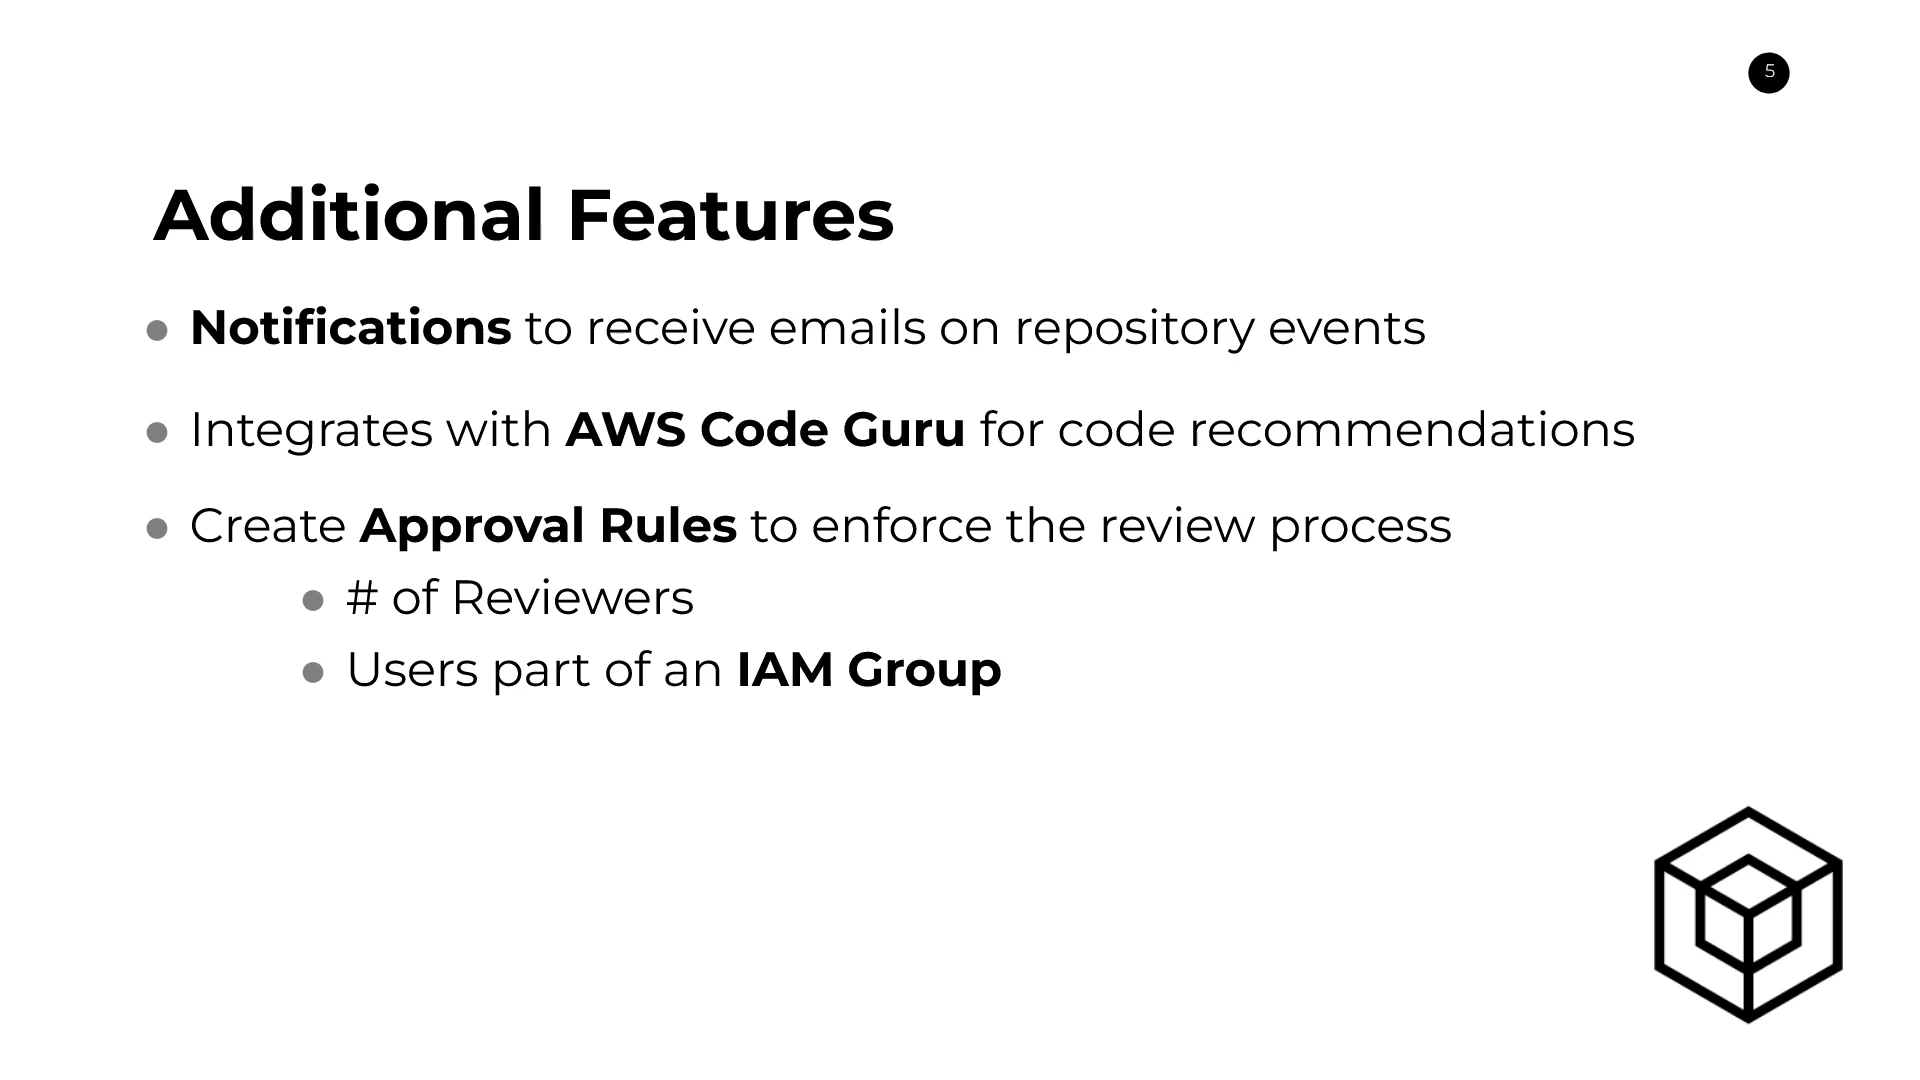 5
Additional Features
● Notifications to receive emails on repository events
● Integrates with AWS Code Guru for code recommendations
● Create Approval Rules to enforce the review process
● # of Reviewers
● Users part of an IAM Group